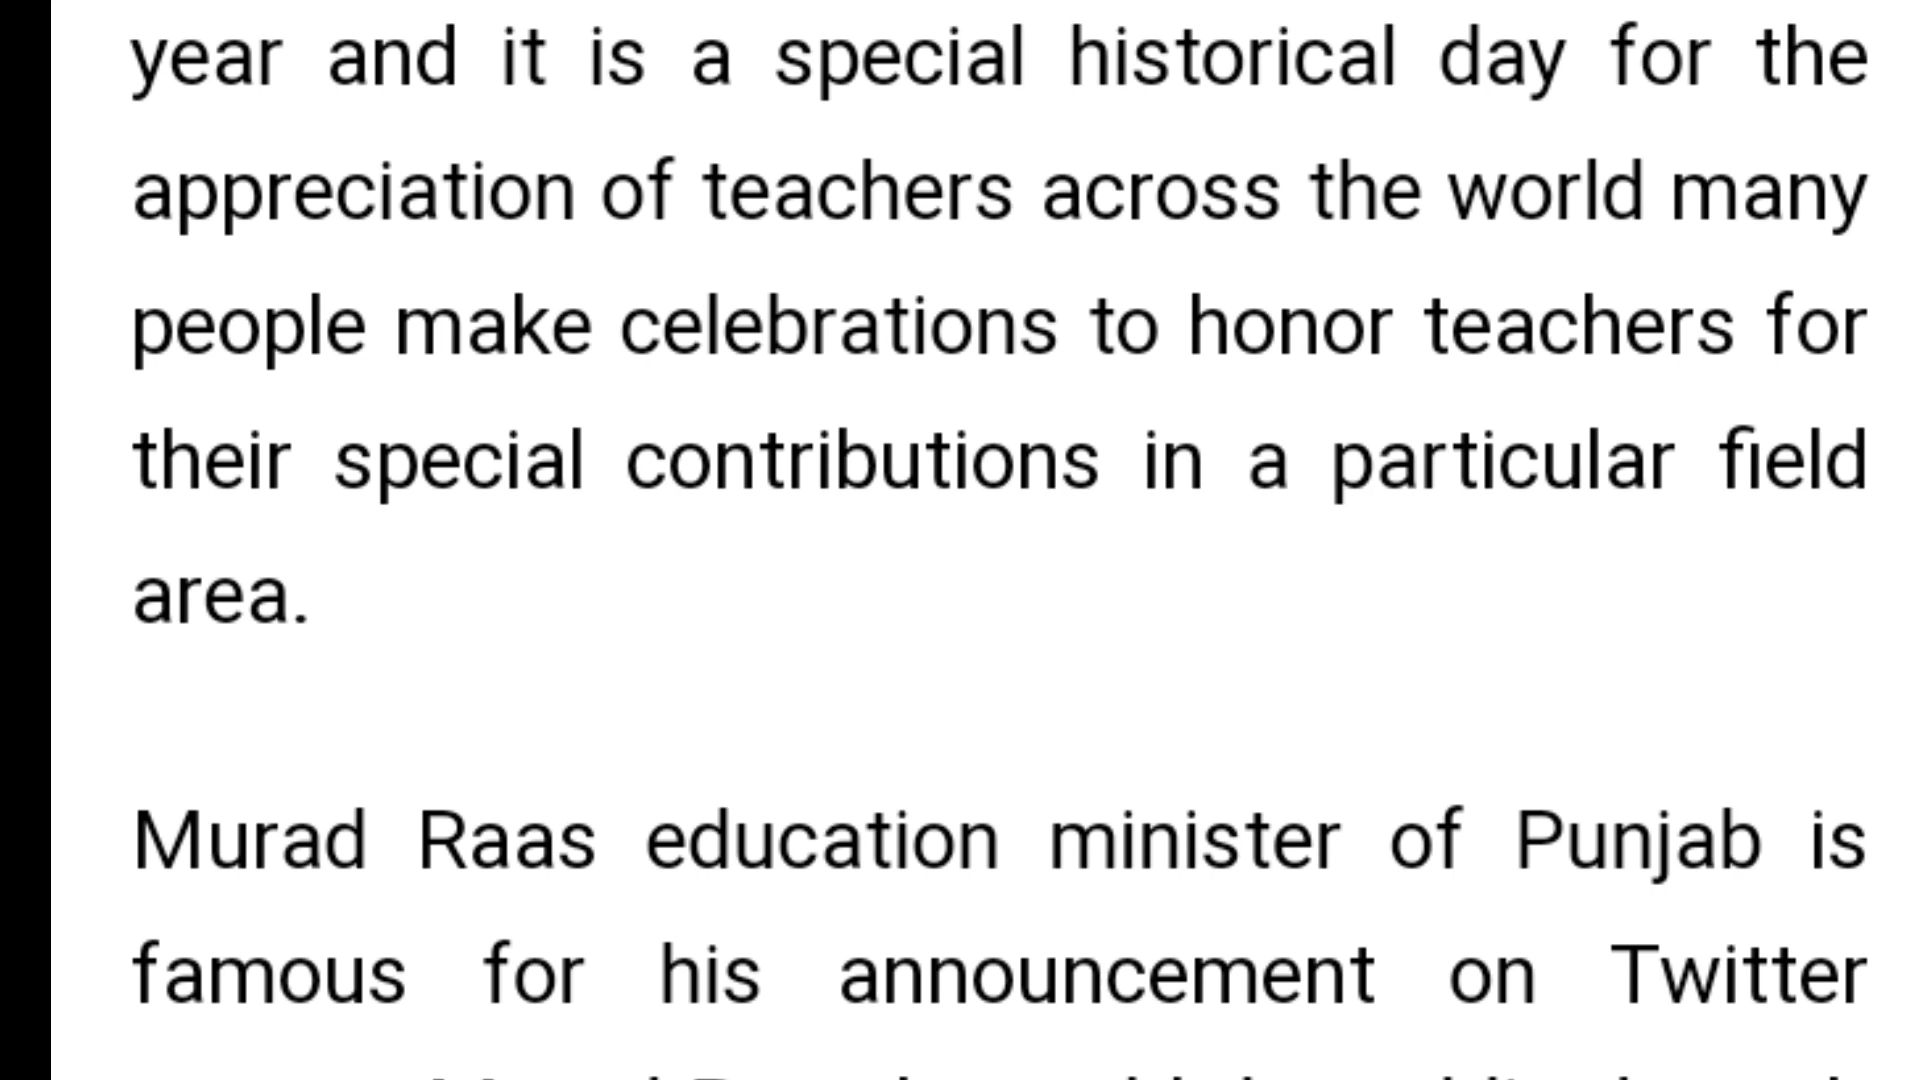 year and it is a special historical day for the
appreciation of teachers across the world many
people make celebrations to honor teachers for
their special contributions in a particular field
area.
Murad Raas education minister of Punjab is
famous for his announcement on Twitter